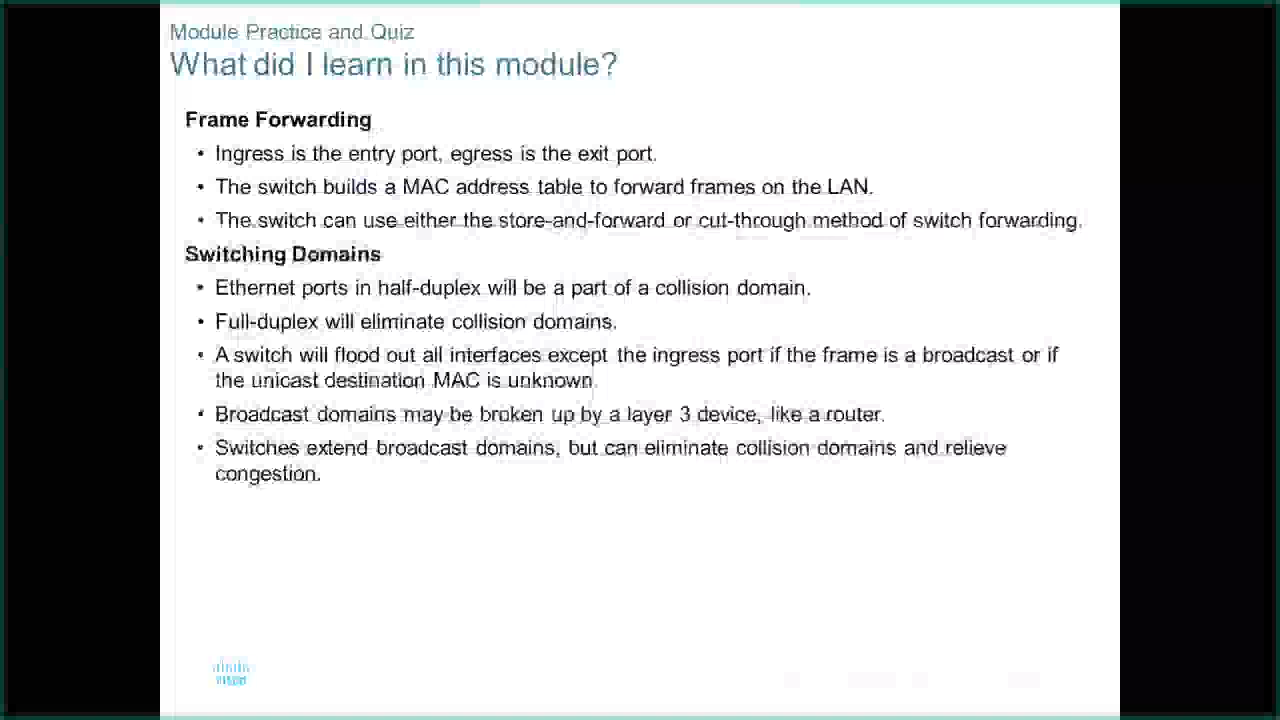 Module Practice and Quiz
What did I learn in this module?
Frame Forwarding
• Ingress is the entry port, egress is the exit port.
• The switch builds a MAC address table to forward frames on the LAN.
• The switch can use either the store-and-forward or cut-through method of switch forwarding.
Switching Domains
• Ethernet ports in half-duplex will be a part of a collision domain.
• Full-duplex will eliminate collision domains.
• A switch will flood out all interfaces except the ingress port if the frame is a broadcast or if
the unicast destination MAC is unknown.
• Broadcast domains may be broken up by a layer 3 device, like a router.
• Switches extend broadcast domains, but can eliminate collision domains and relieve
congestion.